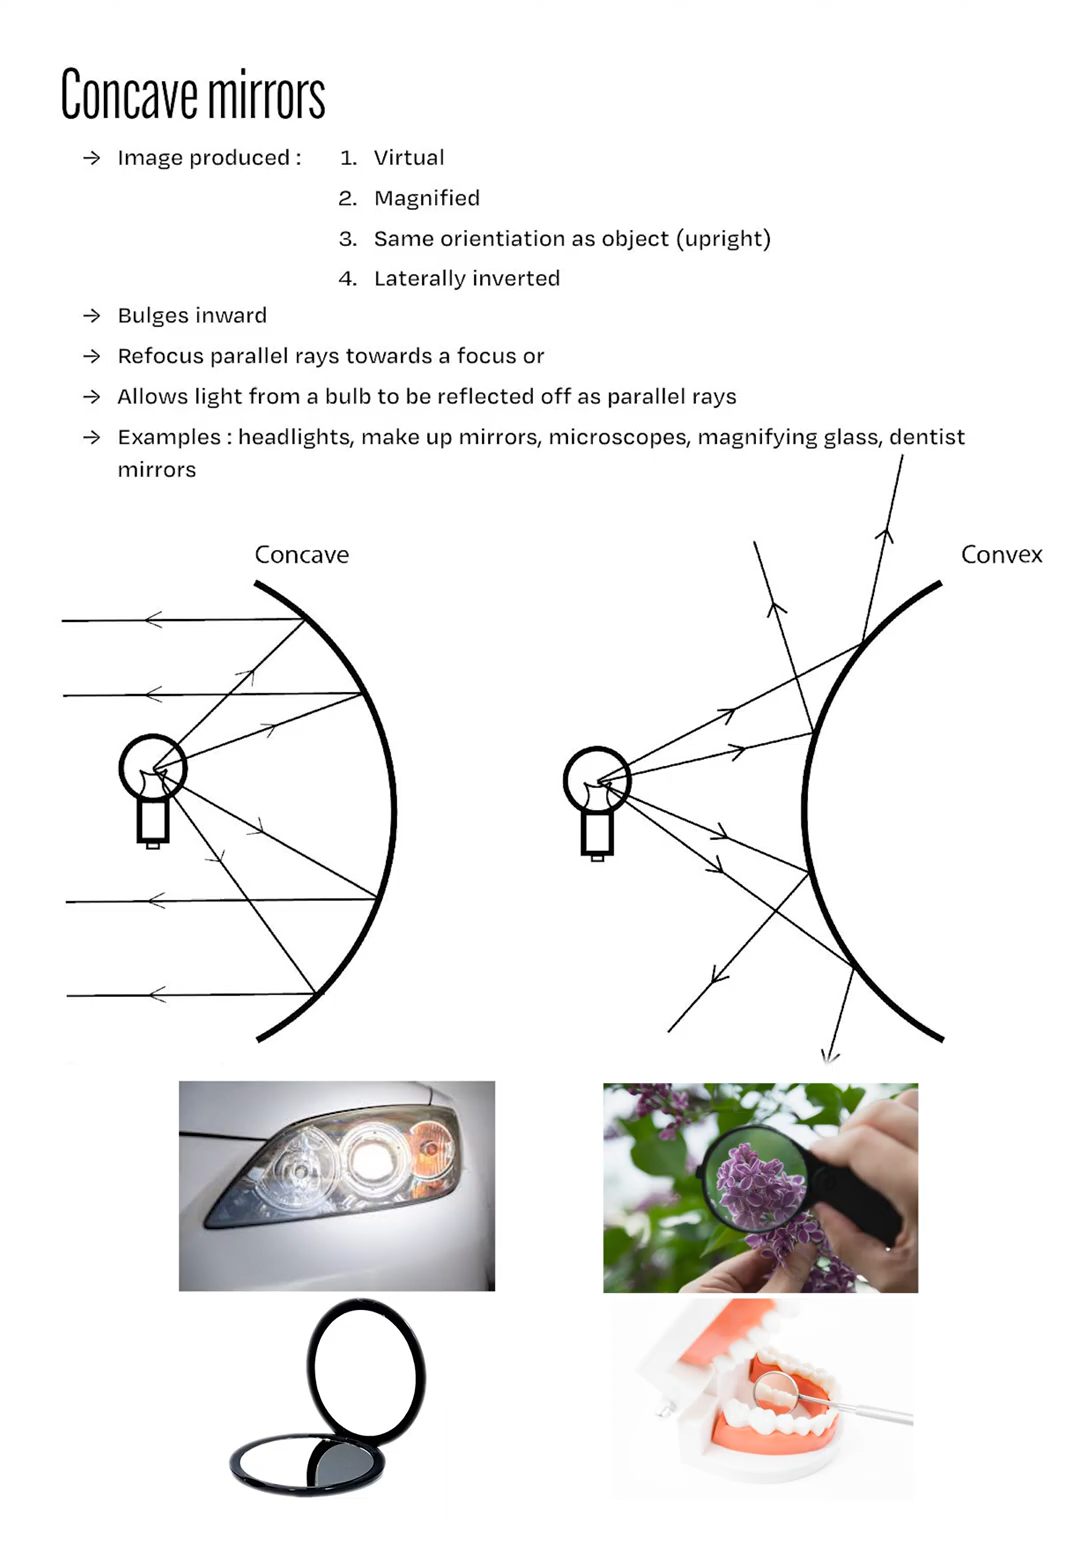 Concave mirrors
→ Image produced : 1. Virtual
2. Magnified
3. Same orientiation as object (upright)
4. Laterally inverted
→ Bulges inward
→ Refocus parallel rays towards a focus or
→ Allows light from a bulb to be reflected off as parallel rays
→ Examples : headlights, make up mirrors, microscopes, magnifying glass, dentist
mirrors
Concave
Convex